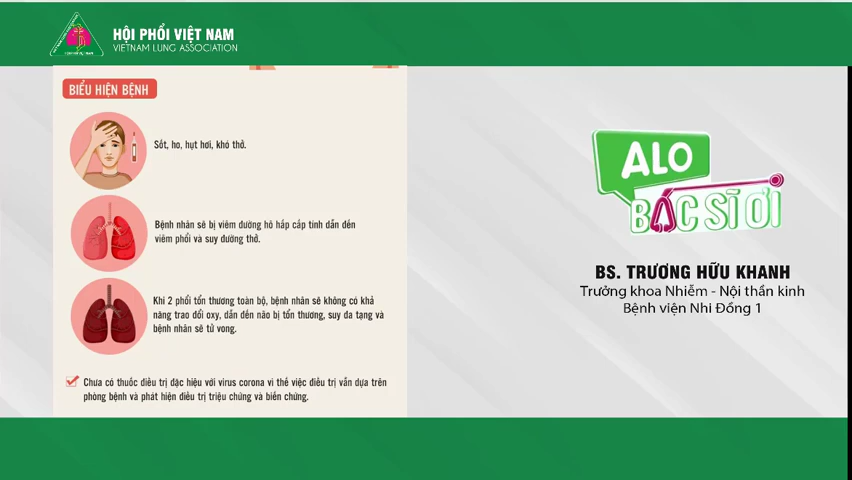 HỘI PHỔI VIỆT NAM
VIETNAM LUNG ASSOCIATION
BIỂU HIỆN BỆNH
Sốt, ho, hụt hơi, khó thở.
Bệnh nhân sẽ bị viêm đường hô hấp cấp tính dẫn đến
viêm phổi và suy đường thở.
Khi 2 phổi tổn thương toàn bộ, bệnh nhân sẽ không có khả
năng trao đổi oxy, dẫn đến não bị tổn thương, suy đa tạng và
bệnh nhân sẽ tử vong.
Chưa có thuốc điều trị đặc hiệu với virus corona vì thế việc điều trị vẫn dựa trên
phòng bệnh và phát hiện điều trị triệu chứng và biến chứng.
ALO
BÁC SĨ ƠI
BS. TRƯƠNG HỮU KHANH
Trưởng khoa Nhiễm - Nội thần kinh
Bệnh viện Nhi Đồng 1